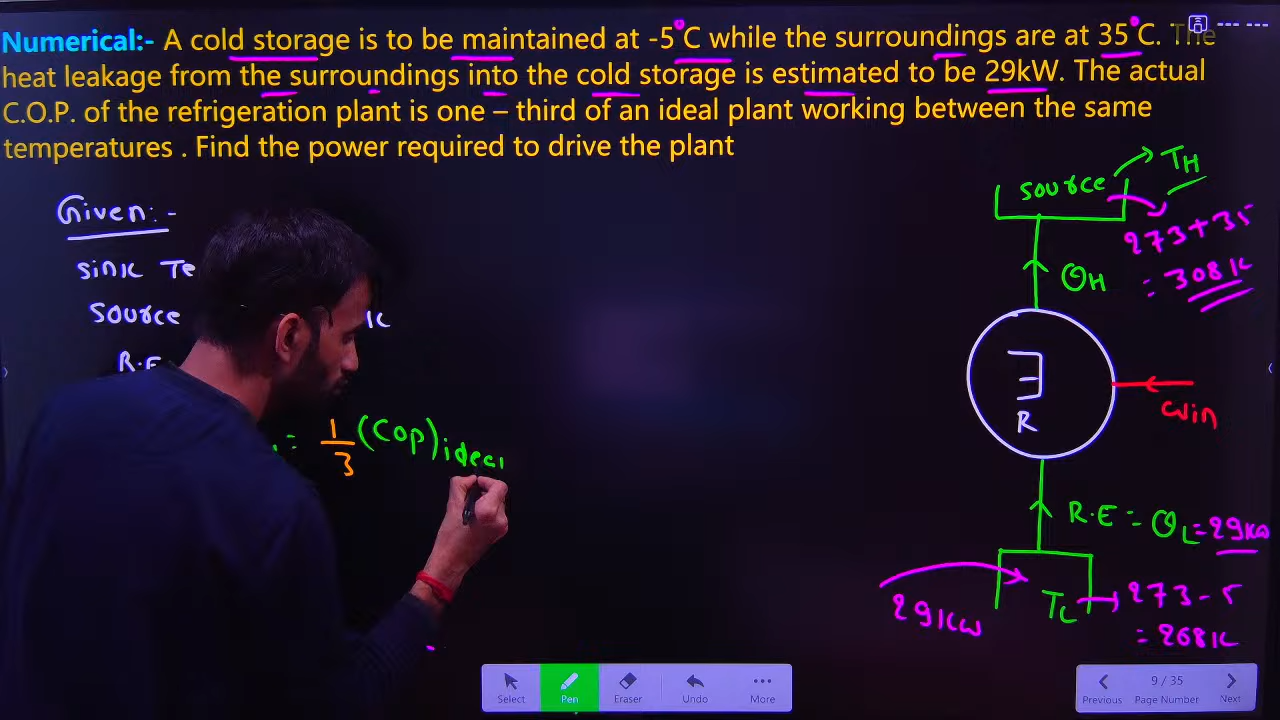 Numerical:- A cold storage is to be maintained at -5°C while the surroundings are at 35°C. The
heat leakage from the surroundings into the cold storage is estimated to be 29kW. The actual
C.O.P. of the refrigeration plant is one – third of an ideal plant working between the same
temperatures . Find the power required to drive the plant
Given:-
Sink Te
Source K
R.E
= 1/3 (COP)ideal
Source
TH
273+35
= 308K
QH
R
Win
R.E = QL = 29KW
29KW
TL
273-5
= 268K
Select
Pen
Eraser
Undo
More
Previous
9 / 35
Page Number
Next